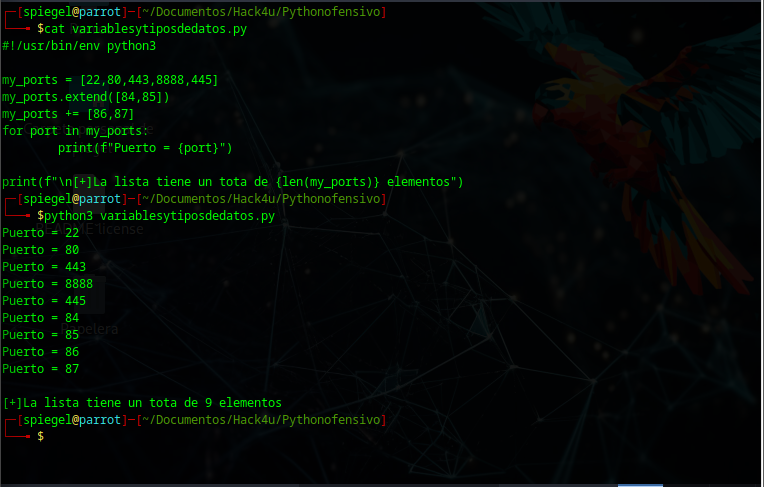 ┌─[spiegel@parrot]─[~/Documentos/Hack4u/Pythonofensivo]
└──╼ $cat variablesytiposdedatos.py
#!/usr/bin/env python3

my_ports = [22,80,443,8888,445]
my_ports.extend([84,85])
my_ports += [86,87]
for port in my_ports:
        print(f"Puerto = {port}")

print(f"\n[+]La lista tiene un tota de {len(my_ports)} elementos")
┌─[spiegel@parrot]─[~/Documentos/Hack4u/Pythonofensivo]
└──╼ $python3 variablesytiposdedatos.py
Puerto = 22
license
Puerto = 80
Puerto = 443
Puerto = 8888
Puerto = 445
Puerto = 84
Papelera
Puerto = 85
Puerto = 86
Puerto = 87

[+]La lista tiene un tota de 9 elementos
┌─[spiegel@parrot]─[~/Documentos/Hack4u/Pythonofensivo]
└──╼ $